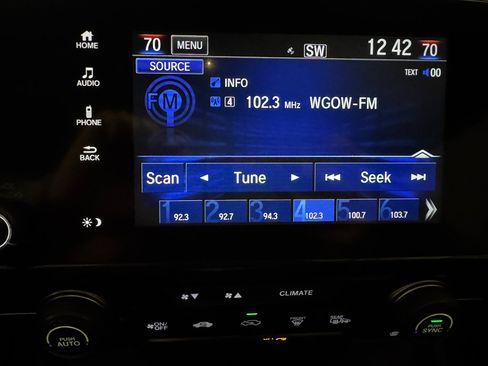 HOME
AUDIO
PHONE
BACK
70 MENU SW 12 42 70
SOURCE
TEXT 00
FM
INFO
4 102.3 MHz WGOW-FM
Scan Tune Seek
1 92.3 2 92.7 3 94.3 4 102.3 5 100.7 6 103.7
CLIMATE
ON/
OFF
FRONT
REAR
PUSH
AUTO
PUSH
SYNC